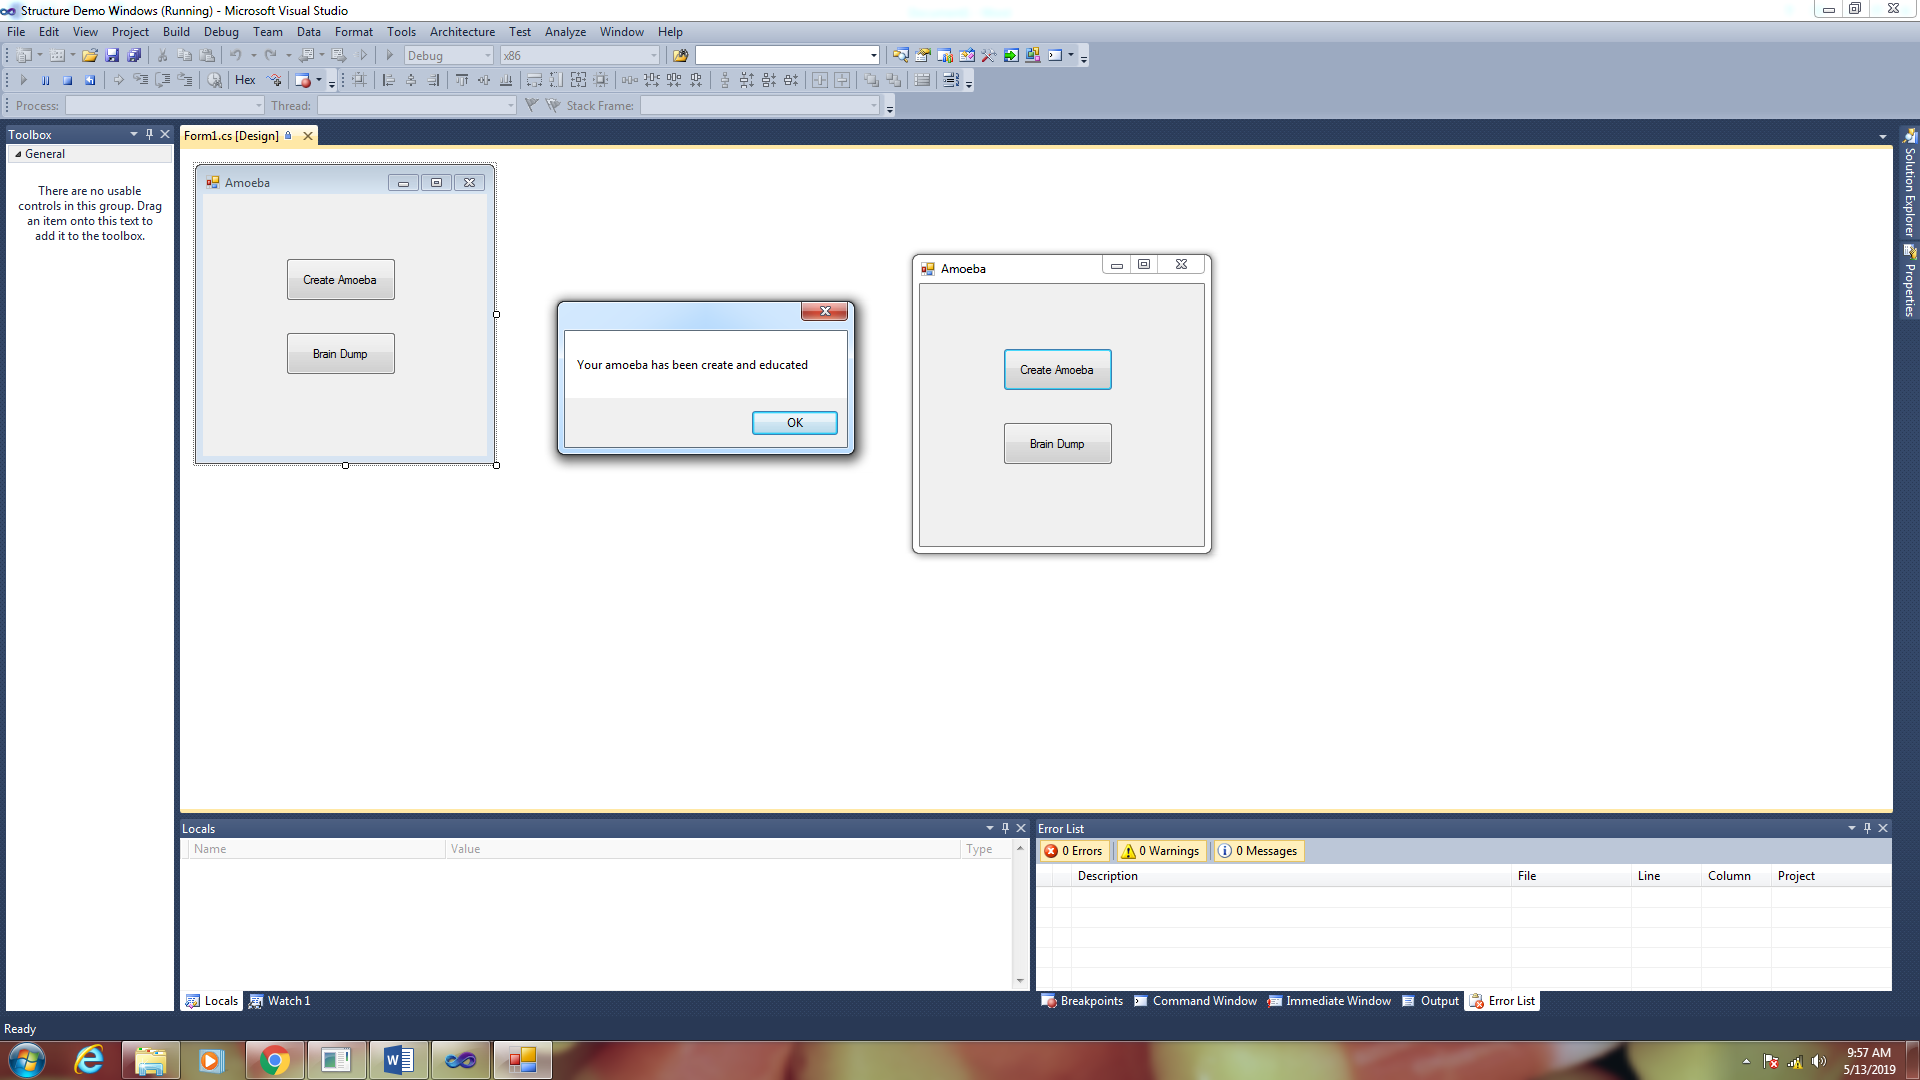 Structure Demo Windows (Running) - Microsoft Visual Studio
File Edit View Project Build Debug Team Data Format Tools Architecture Test Analyze Window Help
Debug x86
Hex
Process: Thread: Stack Frame:
Toolbox
General
There are no usable
controls in this group. Drag
an item onto this text to
add it to the toolbox.
Form1.cs [Design]
Amoeba
Create Amoeba
Brain Dump
Your amoeba has been create and educated
OK
Amoeba
Create Amoeba
Brain Dump
Solution Explorer
Properties
Locals
Name Value Type
Locals Watch 1
Error List
0 Errors 0 Warnings 0 Messages
Description File Line Column Project
Breakpoints Command Window Immediate Window Output Error List
Ready
9:57 AM
5/13/2019